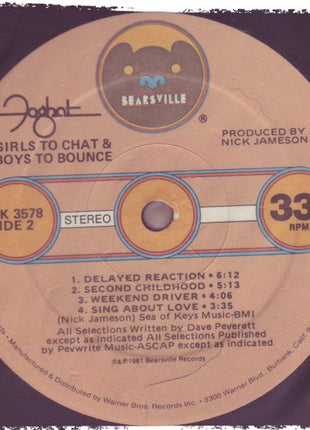 BEARSVILLE
®
Foghat
GIRLS TO CHAT &
BOYS TO BOUNCE
PRODUCED BY
NICK JAMESON
K 3578
STEREO
SIDE 2
33
RPM
1. DELAYED REACTION • 6:12
2. SECOND CHILDHOOD • 5:13
3. WEEKEND DRIVER • 4:06
4. SING ABOUT LOVE • 3:35
(Nick Jameson) Sea of Keys Music-BMI
All Selections Written by Dave Peverett
except as indicated All Selections Published
by Pevwrite Music-ASCAP except as indicated
©&℗1981 Bearsville Records
• Manufactured & Distributed by Warner Bros. Records Inc. • 3300 Warner Blvd. • Burbank, Calif.